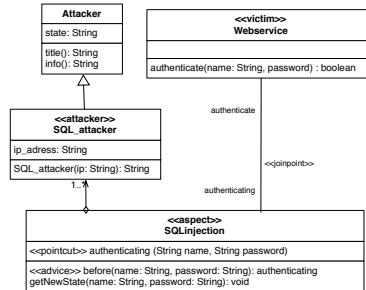 Attacker
state: String
title(): String
info(): String
<<victim>>
Webservice
authenticate(name: String, password) : boolean
<<attacker>>
SQL_attacker
ip_adress: String
SQL_attacker(ip: String): String
authenticate
<<joinpoint>>
authenticating
1..*
<<aspect>>
SQLinjection
<<pointcut>> authenticating (String name, String password)
<<advice>> before(name: String, password: String): authenticating
getNewState(name: String, password: String): void